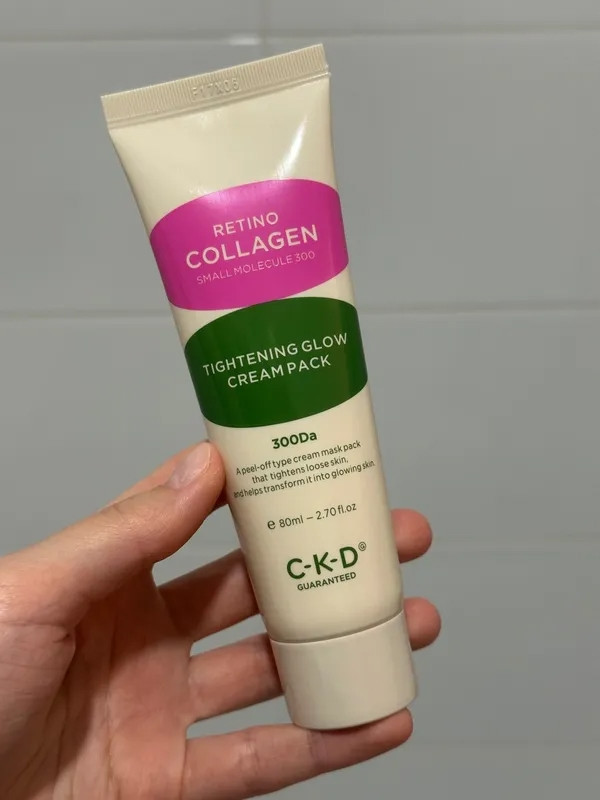 RETINO
COLLAGEN
SMALL MOLECULE 300
TIGHTENING GLOW
CREAM PACK
300Da
A peel-off type cream mask pack
that tightens loose skin,
and helps transform it into glowing skin.
e 80ml – 2.70 fl.oz
C-K-D®
GUARANTEED